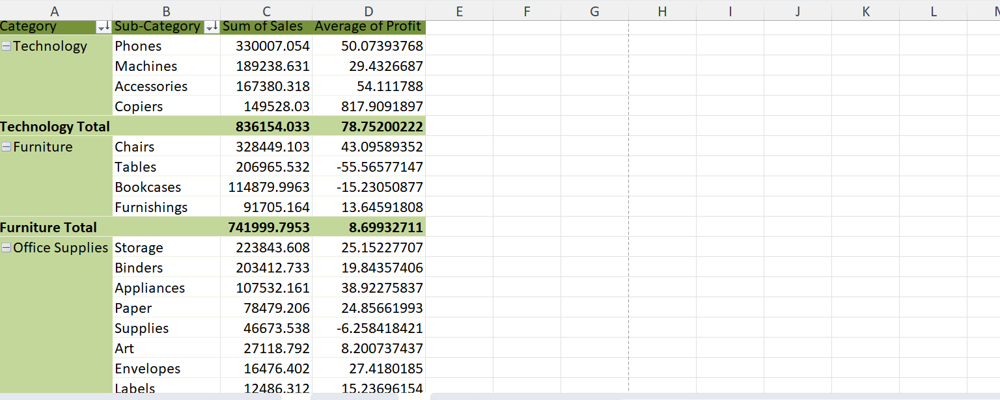 A B C D E F G H I J K L
Category Sub-Category Sum of Sales Average of Profit
Technology Phones 330007.054 50.07393768
Machines 189238.631 29.4326687
Accessories 167380.318 54.111788
Copiers 149528.03 817.9091897
Technology Total 836154.033 78.75200222
Furniture Chairs 328449.103 43.09589352
Tables 206965.532 -55.56577147
Bookcases 114879.9963 -15.23050877
Furnishings 91705.164 13.64591808
Furniture Total 741999.7953 8.69932711
Office Supplies Storage 223843.608 25.15227707
Binders 203412.733 19.84357406
Appliances 107532.161 38.92275837
Paper 78479.206 24.85661993
Supplies 46673.538 -6.258418421
Art 27118.792 8.200737437
Envelopes 16476.402 27.4180185
Labels 12486.312 15.23696154